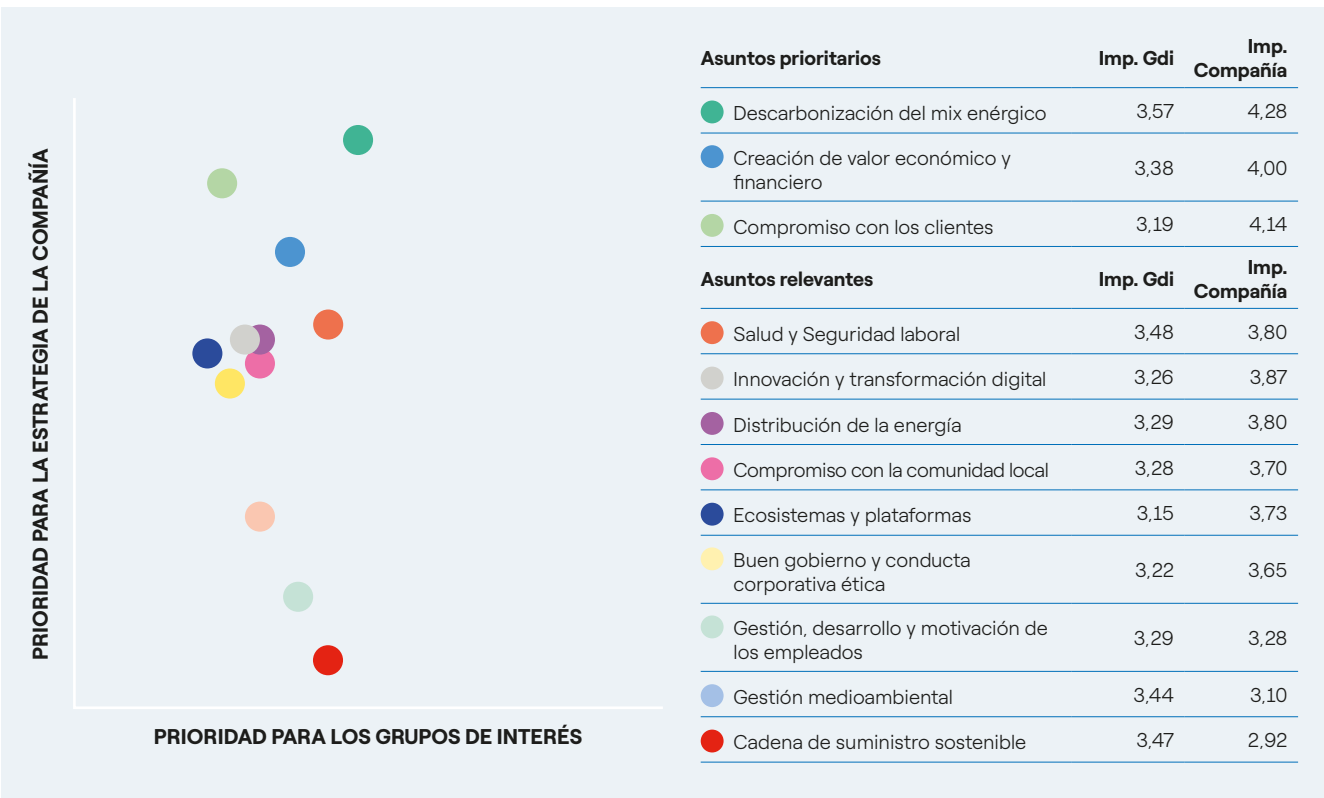 PRIORIDAD PARA LA ESTRATEGIA DE LA COMPAÑÍA
PRIORIDAD PARA LOS GRUPOS DE INTERÉS
Asuntos prioritarios Imp. Gdi Imp. Compañía
Descarbonización del mix enérgico 3,57 4,28
Creación de valor económico y
financiero 3,38 4,00
Compromiso con los clientes 3,19 4,14
Asuntos relevantes Imp. Gdi Imp. Compañía
Salud y Seguridad laboral 3,48 3,80
Innovación y transformación digital 3,26 3,87
Distribución de la energía 3,29 3,80
Compromiso con la comunidad local 3,28 3,70
Ecosistemas y plataformas 3,15 3,73
Buen gobierno y conducta
corporativa ética 3,22 3,65
Gestión, desarrollo y motivación de
los empleados 3,29 3,28
Gestión medioambiental 3,44 3,10
Cadena de suministro sostenible 3,47 2,92